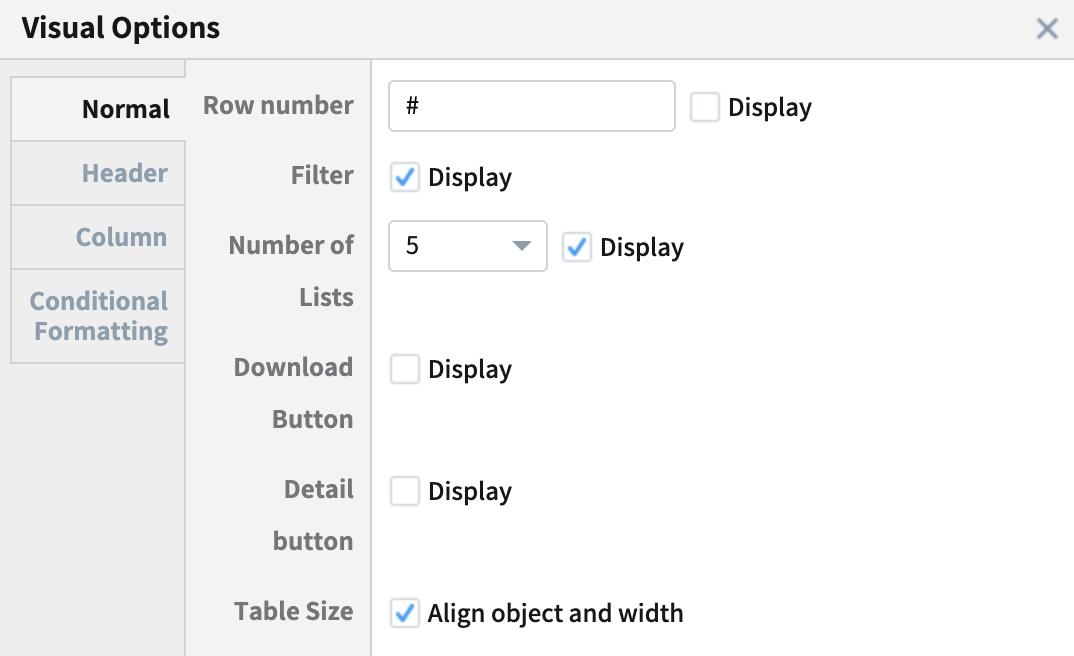 Visual Options
Normal
Header
Column
Conditional
Formatting
Row number
#
Display
Filter
Display
Number of
Lists
5
Display
Download
Button
Display
Detail
button
Display
Table Size
Align object and width